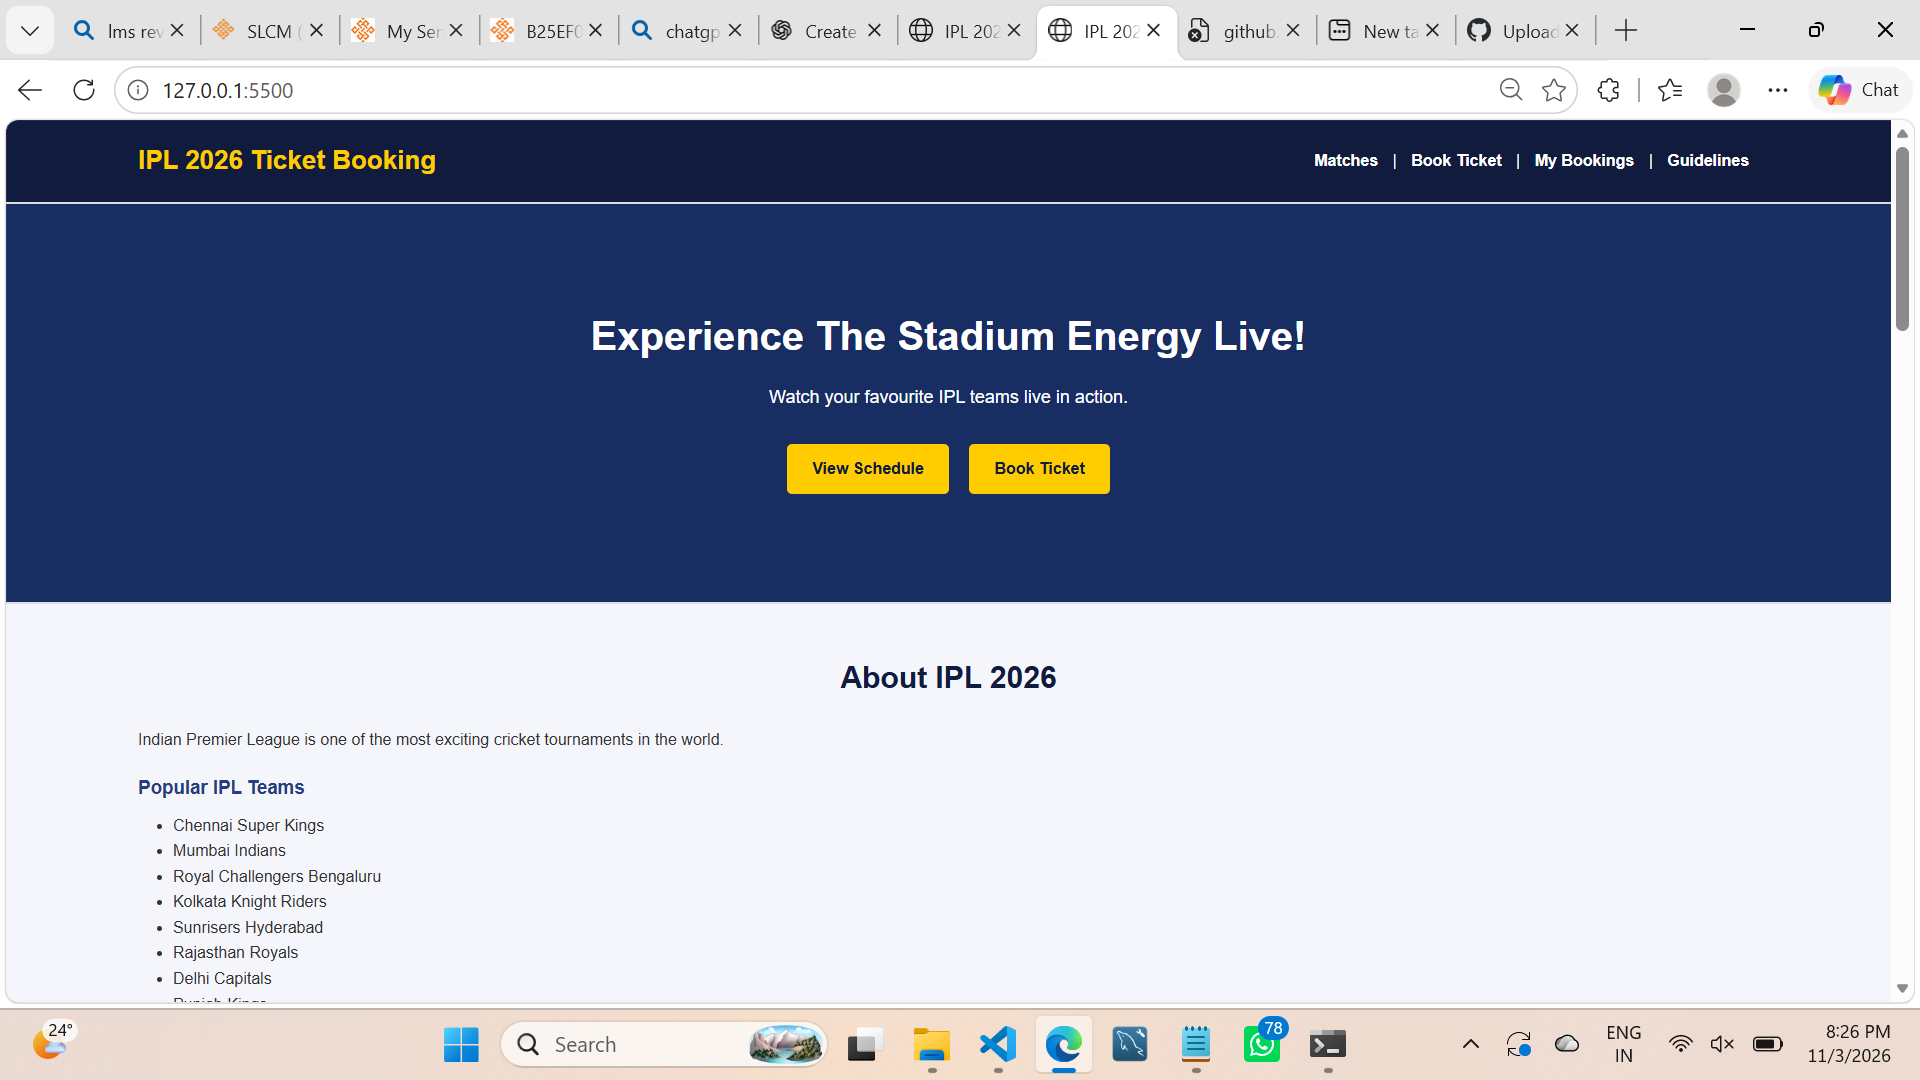 lms rev
SLCM (
My Ser
B25EF0
chatgp
Create
IPL 202
IPL 202
github.
New ta
Upload
127.0.0.1:5500
Chat
IPL 2026 Ticket Booking
Matches | Book Ticket | My Bookings | Guidelines
Experience The Stadium Energy Live!
Watch your favourite IPL teams live in action.
View Schedule
Book Ticket
About IPL 2026
Indian Premier League is one of the most exciting cricket tournaments in the world.
Popular IPL Teams
• Chennai Super Kings
• Mumbai Indians
• Royal Challengers Bengaluru
• Kolkata Knight Riders
• Sunrisers Hyderabad
• Rajasthan Royals
• Delhi Capitals
• Punjab Kings
24°
Search
78
ENG
IN
8:26 PM
11/3/2026